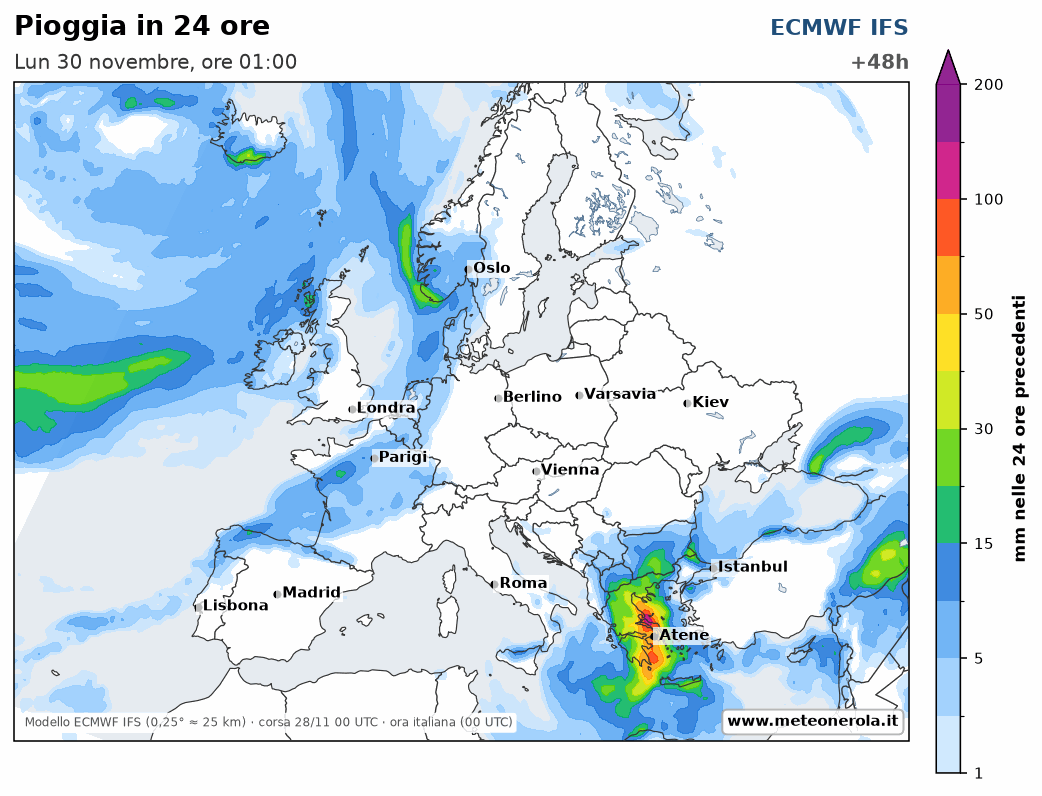 Pioggia in 24 ore
ECMWF IFS
Lun 30 novembre, ore 01:00
+48h
200
100
50
30
15
5
1
mm nelle 24 ore precedenti
Oslo
Berlino
Varsavia
Kiev
Londra
Parigi
Vienna
Istanbul
Roma
Madrid
Lisbona
Atene
Modello ECMWF IFS (0,25° ≈ 25 km) · corsa 28/11 00 UTC · ora italiana (00 UTC)
www.meteonerola.it